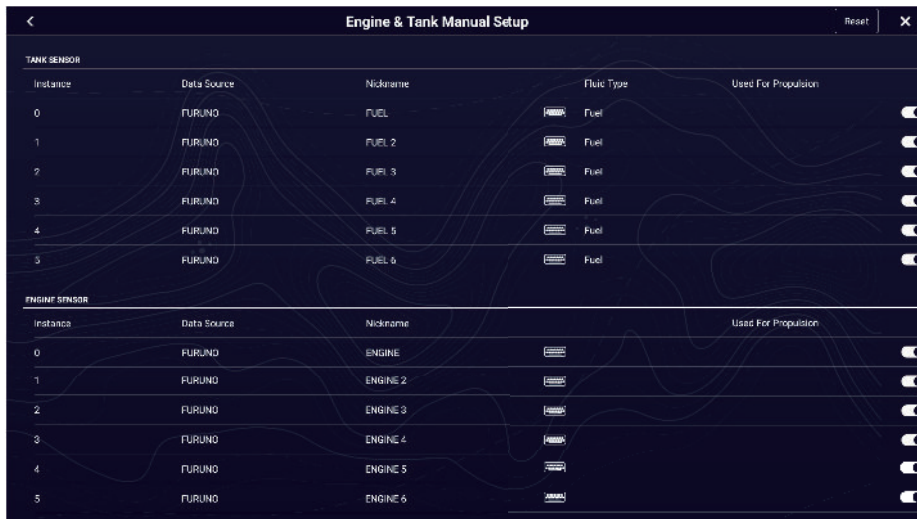 Engine & Tank Manual Setup Reset
TANK SENSOR
Instance Data Source Nickname Fluid Type Used For Propulsion
0 FURUNO FUEL Fuel
1 FURUNO FUEL 2 Fuel
2 FURUNO FUEL 3 Fuel
3 FURUNO FUEL 4 Fuel
4 FURUNO FUEL 5 Fuel
5 FURUNO FUEL 6 Fuel
ENGINE SENSOR
Instance Data Source Nickname Used For Propulsion
0 FURUNO ENGINE
1 FURUNO ENGINE 2
2 FURUNO ENGINE 3
3 FURUNO ENGINE 4
4 FURUNO ENGINE 5
5 FURUNO ENGINE 6